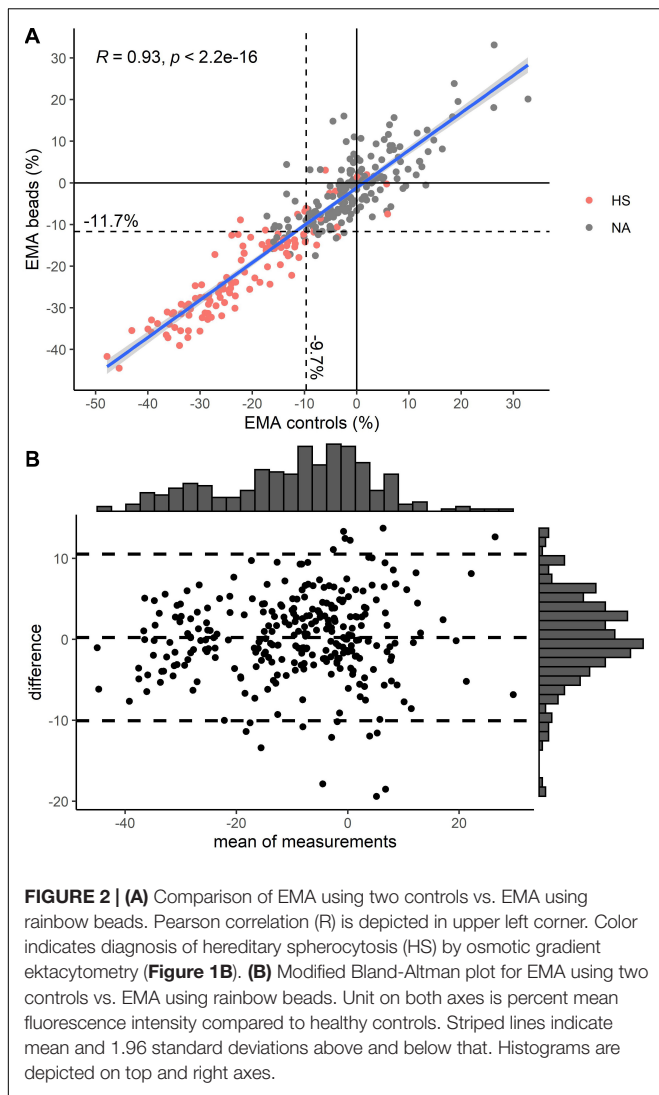 A
R = 0.93, p < 2.2e-16
30
20
10
0
-10
-20
-30
-40
EMA beads (%)
-11.7%
-9.7%
HS
NA
-50 -40 -30 -20 -10 0 10 20 30
EMA controls (%)
B
10
0
-10
-20
difference
-40 -20 0 20
mean of measurements
FIGURE 2 | (A) Comparison of EMA using two controls vs. EMA using
rainbow beads. Pearson correlation (R) is depicted in upper left corner. Color
indicates diagnosis of hereditary spherocytosis (HS) by osmotic gradient
ektacytometry (Figure 1B). (B) Modified Bland-Altman plot for EMA using two
controls vs. EMA using rainbow beads. Unit on both axes is percent mean
fluorescence intensity compared to healthy controls. Striped lines indicate
mean and 1.96 standard deviations above and below that. Histograms are
depicted on top and right axes.